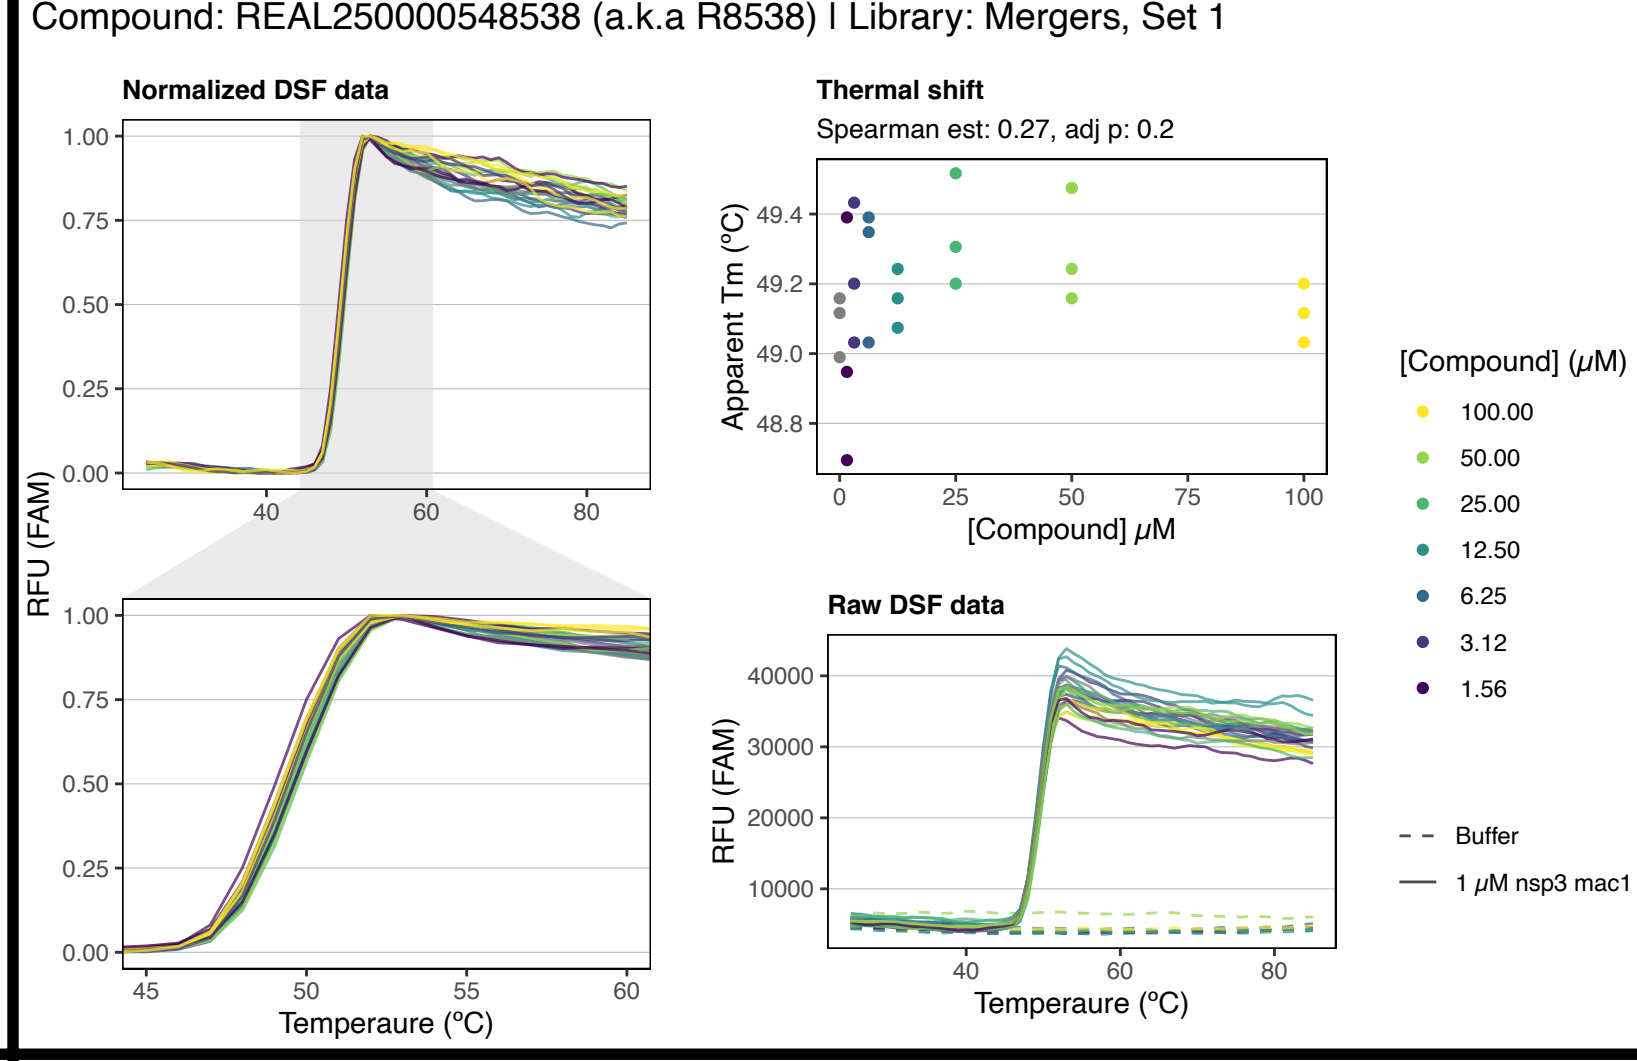 Compound: REAL250000548538 (a.k.a R8538) | Library: Mergers, Set 1
Normalized DSF data
1.00
0.75
0.50
0.25
0.00
40
60
80
RFU (FAM)
1.00
0.75
0.50
0.25
0.00
45
50
55
60
Temperaure (ºC)
Thermal shift
Spearman est: 0.27, adj p: 0.2
Apparent Tm (ºC)
49.4
49.2
49.0
48.8
0
25
50
75
100
[Compound] µM
Raw DSF data
RFU (FAM)
40000
30000
20000
10000
40
60
80
Temperaure (ºC)
[Compound] (µM)
100.00
50.00
25.00
12.50
6.25
3.12
1.56
Buffer
1 µM nsp3 mac1